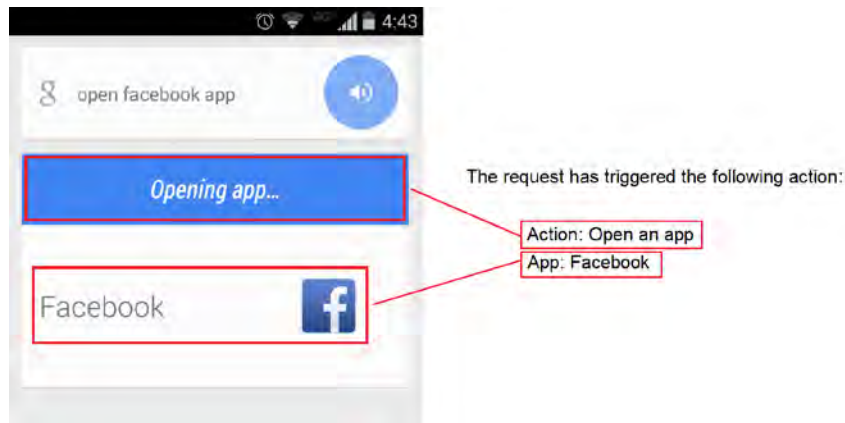 4:43
g open facebook app
Opening app...
Facebook f
The request has triggered the following action:
Action: Open an app
App: Facebook